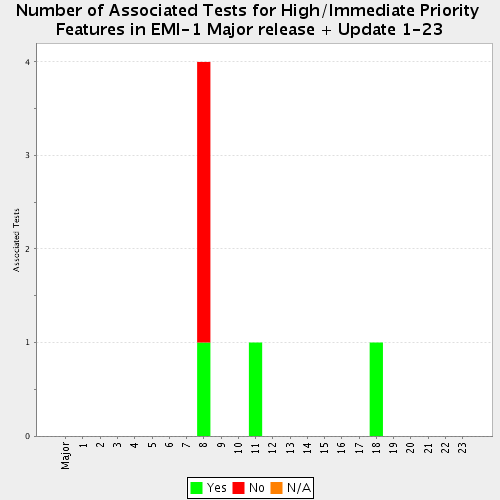 Number of Associated Tests for High/Immediate Priority
Features in EMI-1 Major release + Update 1-23
Associated Tests
4
3
2
1
0
Major 1 2 3 4 5 6 7 8 9 10 11 12 13 14 15 16 17 18 19 20 21 22 23
Yes No N/A